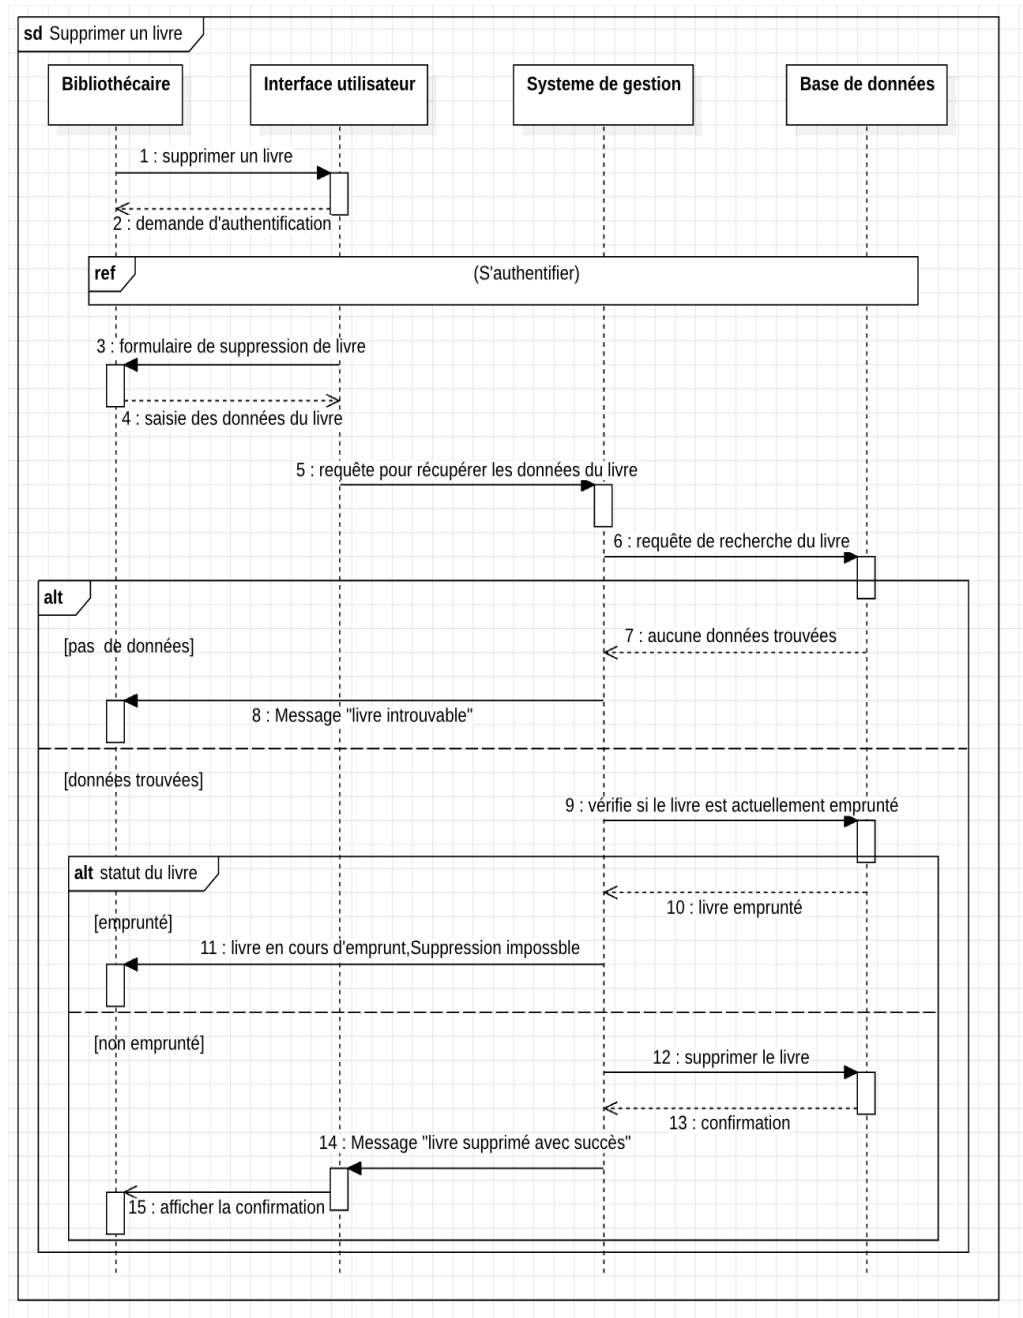 sd Supprimer un livre
Bibliothécaire
Interface utilisateur
Systeme de gestion
Base de données
1 : supprimer un livre
2 : demande d'authentification
ref
(S'authentifier)
3 : formulaire de suppression de livre
4 : saisie des données du livre
5 : requête pour récupérer les données du livre
6 : requête de recherche du livre
alt
[pas de données]
7 : aucune données trouvées
8 : Message "livre introuvable"
[données trouvées]
9 : vérifie si le livre est actuellement emprunté
alt statut du livre
10 : livre emprunté
[emprunté]
11 : livre en cours d'emprunt,Suppression impossble
[non emprunté]
12 : supprimer le livre
13 : confirmation
14 : Message "livre supprimé avec succès"
15 : afficher la confirmation